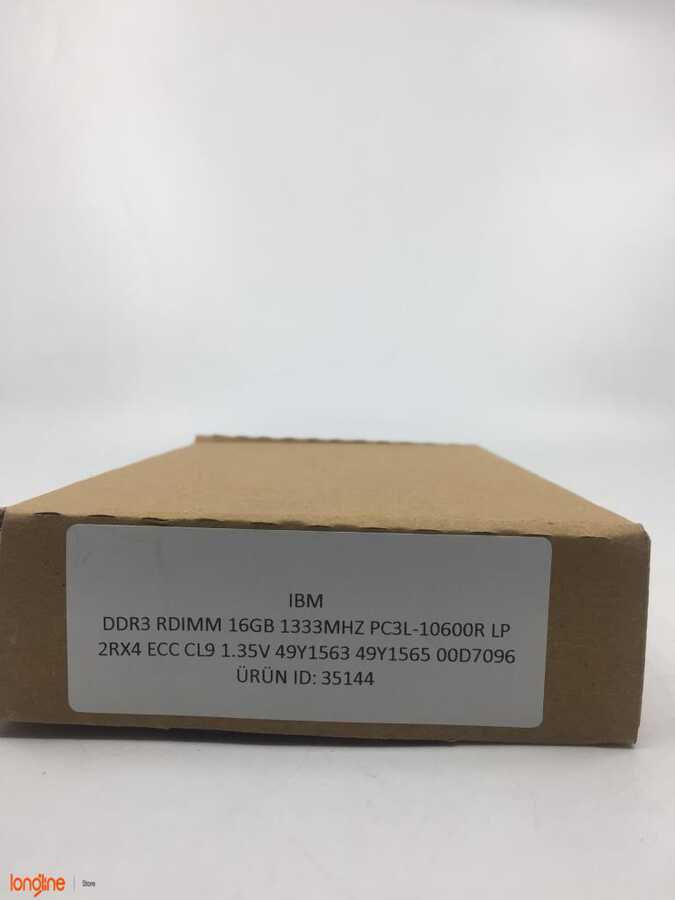 IBM
DDR3 RDIMM 16GB 1333MHZ PC3L-10600R LP
2RX4 ECC CL9 1.35V 49Y1563 49Y1565 00D7096
ÜRÜN ID: 35144
longline | Store